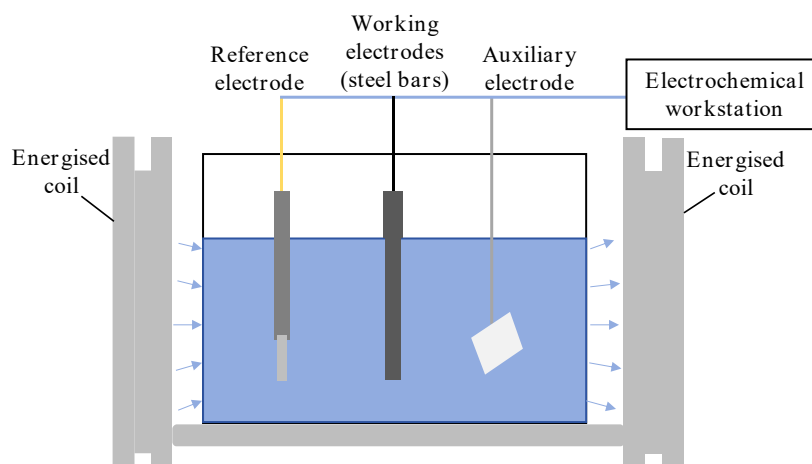 Reference
electrode
Working
electrodes
(steel bars)
Auxiliary
electrode
Electrochemical
workstation
Energised
coil
Energised
coil